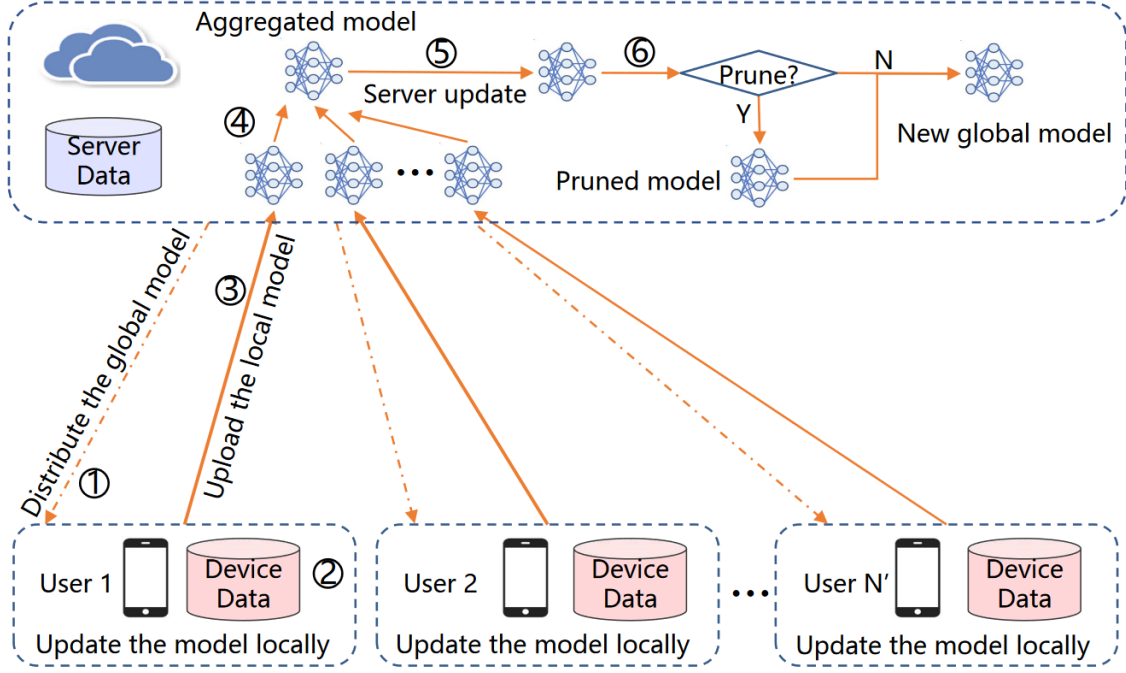 Aggregated model
⑤
⑥
Server update
Prune?
N
Y
New global model
④
Server
Data
...
Pruned model
Distribute the global model
①
③
Upload the local model
User 1
Device
Data
②
Update the model locally
User 2
Device
Data
Update the model locally
...
User N'
Device
Data
Update the model locally